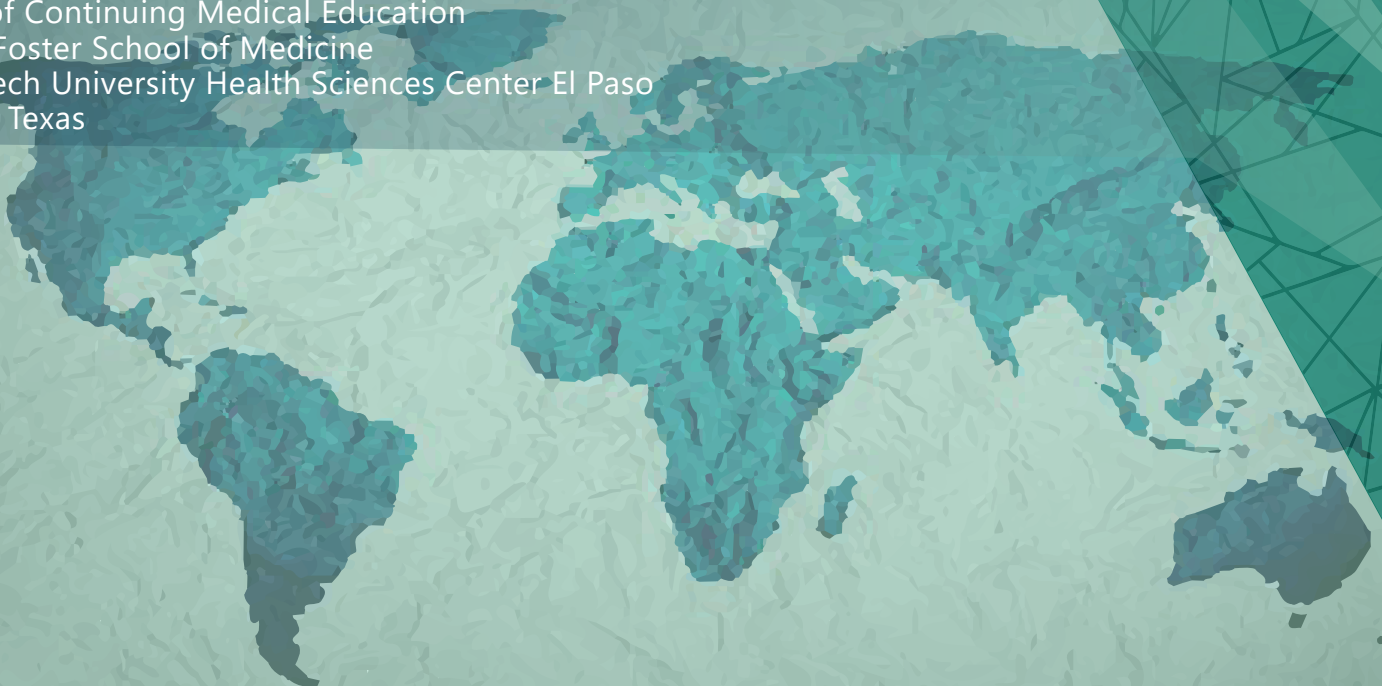 of Continuing Medical Education
Foster School of Medicine
ech University Health Sciences Center El Paso
Texas